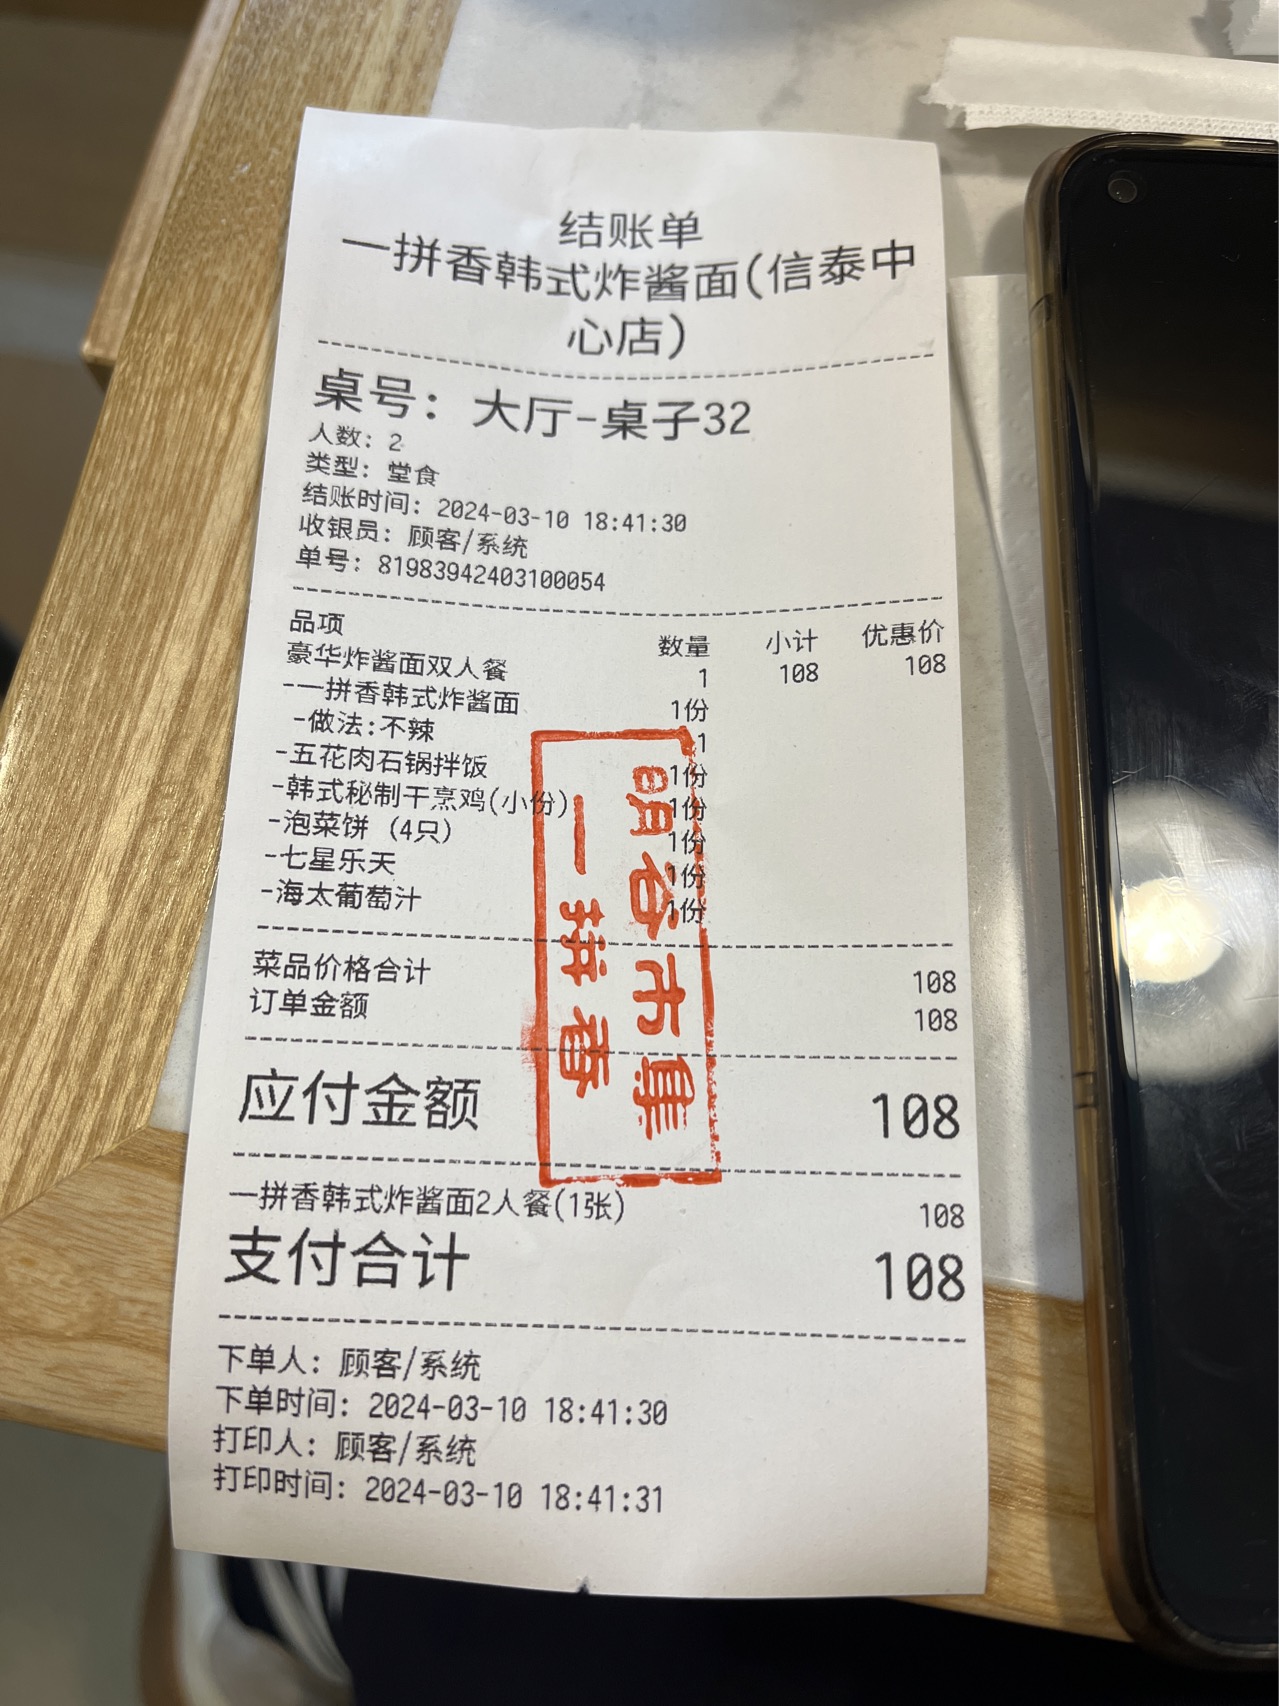 结账单
一拼香韩式炸酱面(信泰中
心店)
桌号: 大厅-桌子32
人数: 2
类型: 堂食
结账时间: 2024-03-10 18:41:30
收银员: 顾客/系统
单号: 81983942403100054
品项 数量 小计 优惠价
豪华炸酱面双人餐 1 108 108
-一拼香韩式炸酱面 1份
-做法:不辣 1
-五花肉石锅拌饭 1份
-韩式秘制干烹鸡(小份) 1份
-泡菜饼 (4只) 1份
-七星乐天 1份
-海太葡萄汁 1份
菜品价格合计 108
订单金额 108
应付金额 108
一拼香韩式炸酱面2人餐(1张) 108
支付合计 108
下单人: 顾客/系统
下单时间: 2024-03-10 18:41:30
打印人: 顾客/系统
打印时间: 2024-03-10 18:41:31
明谷市集
一拼香